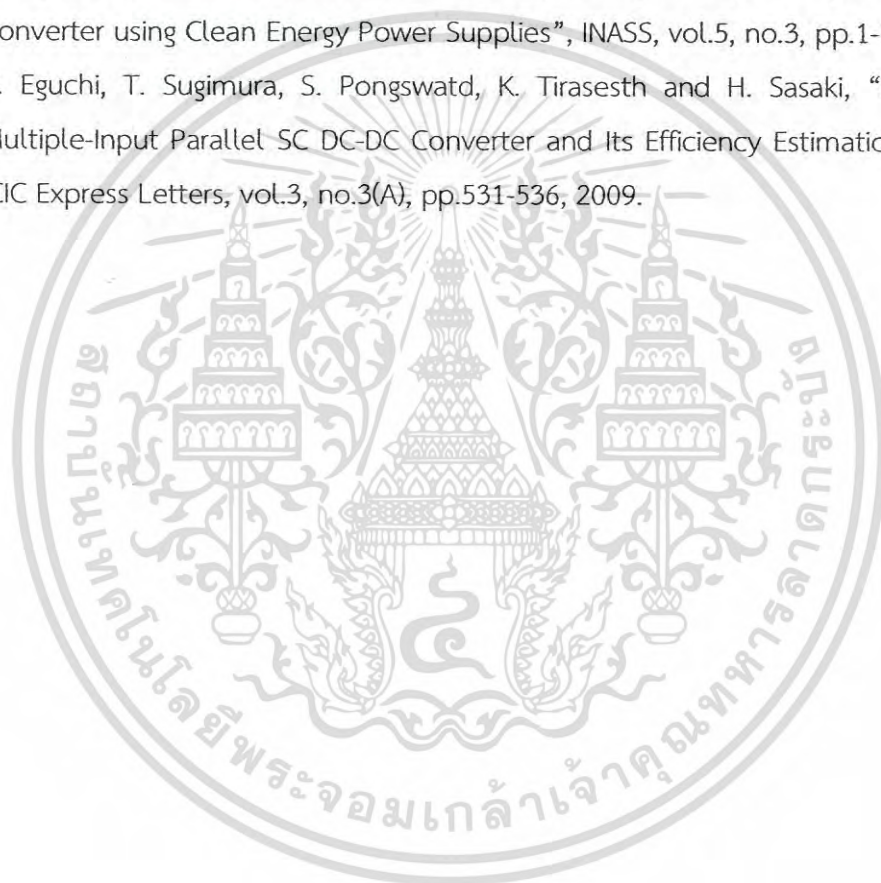 onverter using Clean Energy Power Supplies”, INASS, vol.5, no.3, pp.1-
. Eguchi, T. Sugimura, S. Pongswatd, K. Tirasesth and H. Sasaki, “
ultiple-Input Parallel SC DC-DC Converter and Its Efficiency Estimatio
CIC Express Letters, vol.3, no.3(A), pp.531-536, 2009.
สถาบันเทคโนโลยีพระจอมเกล้าเจ้าคุณทหารลาดกระบัง